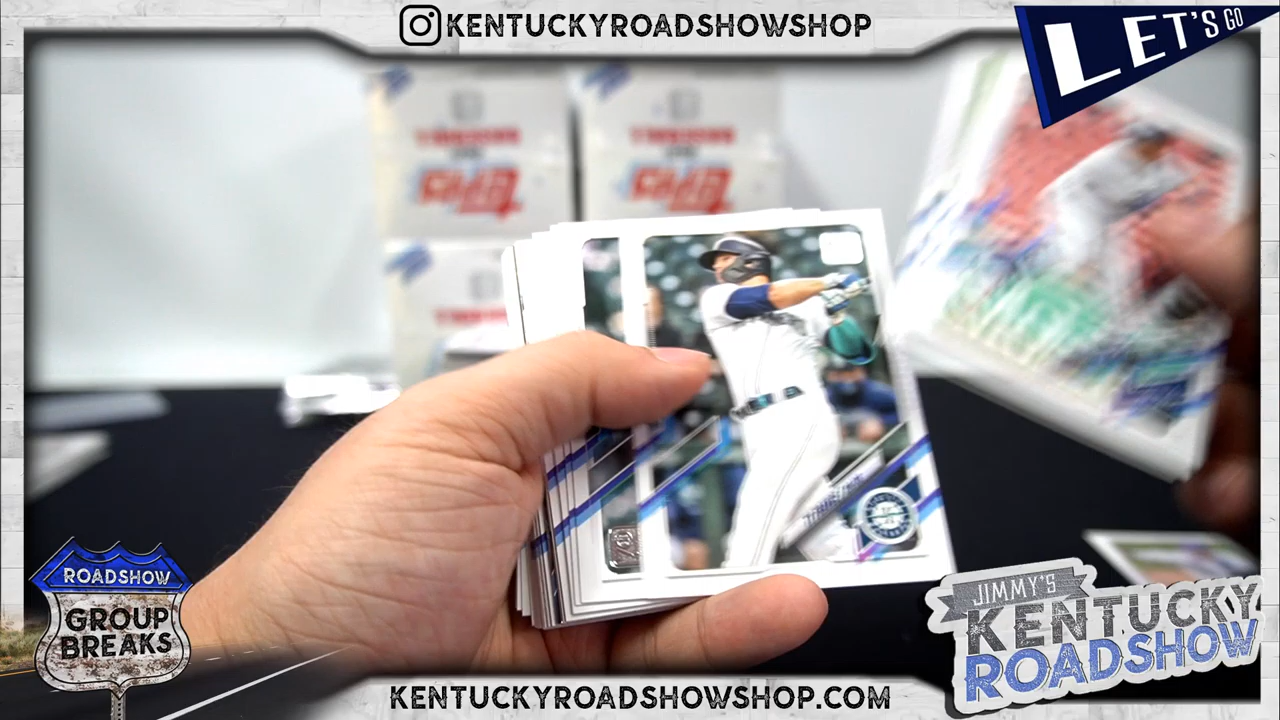 KENTUCKYROADSHOWSHOP
LET'S GO
ROADSHOW
GROUP
BREAKS
JIMMY'S
KENTUCKY
ROADSHOW
KENTUCKYROADSHOWSHOP.COM